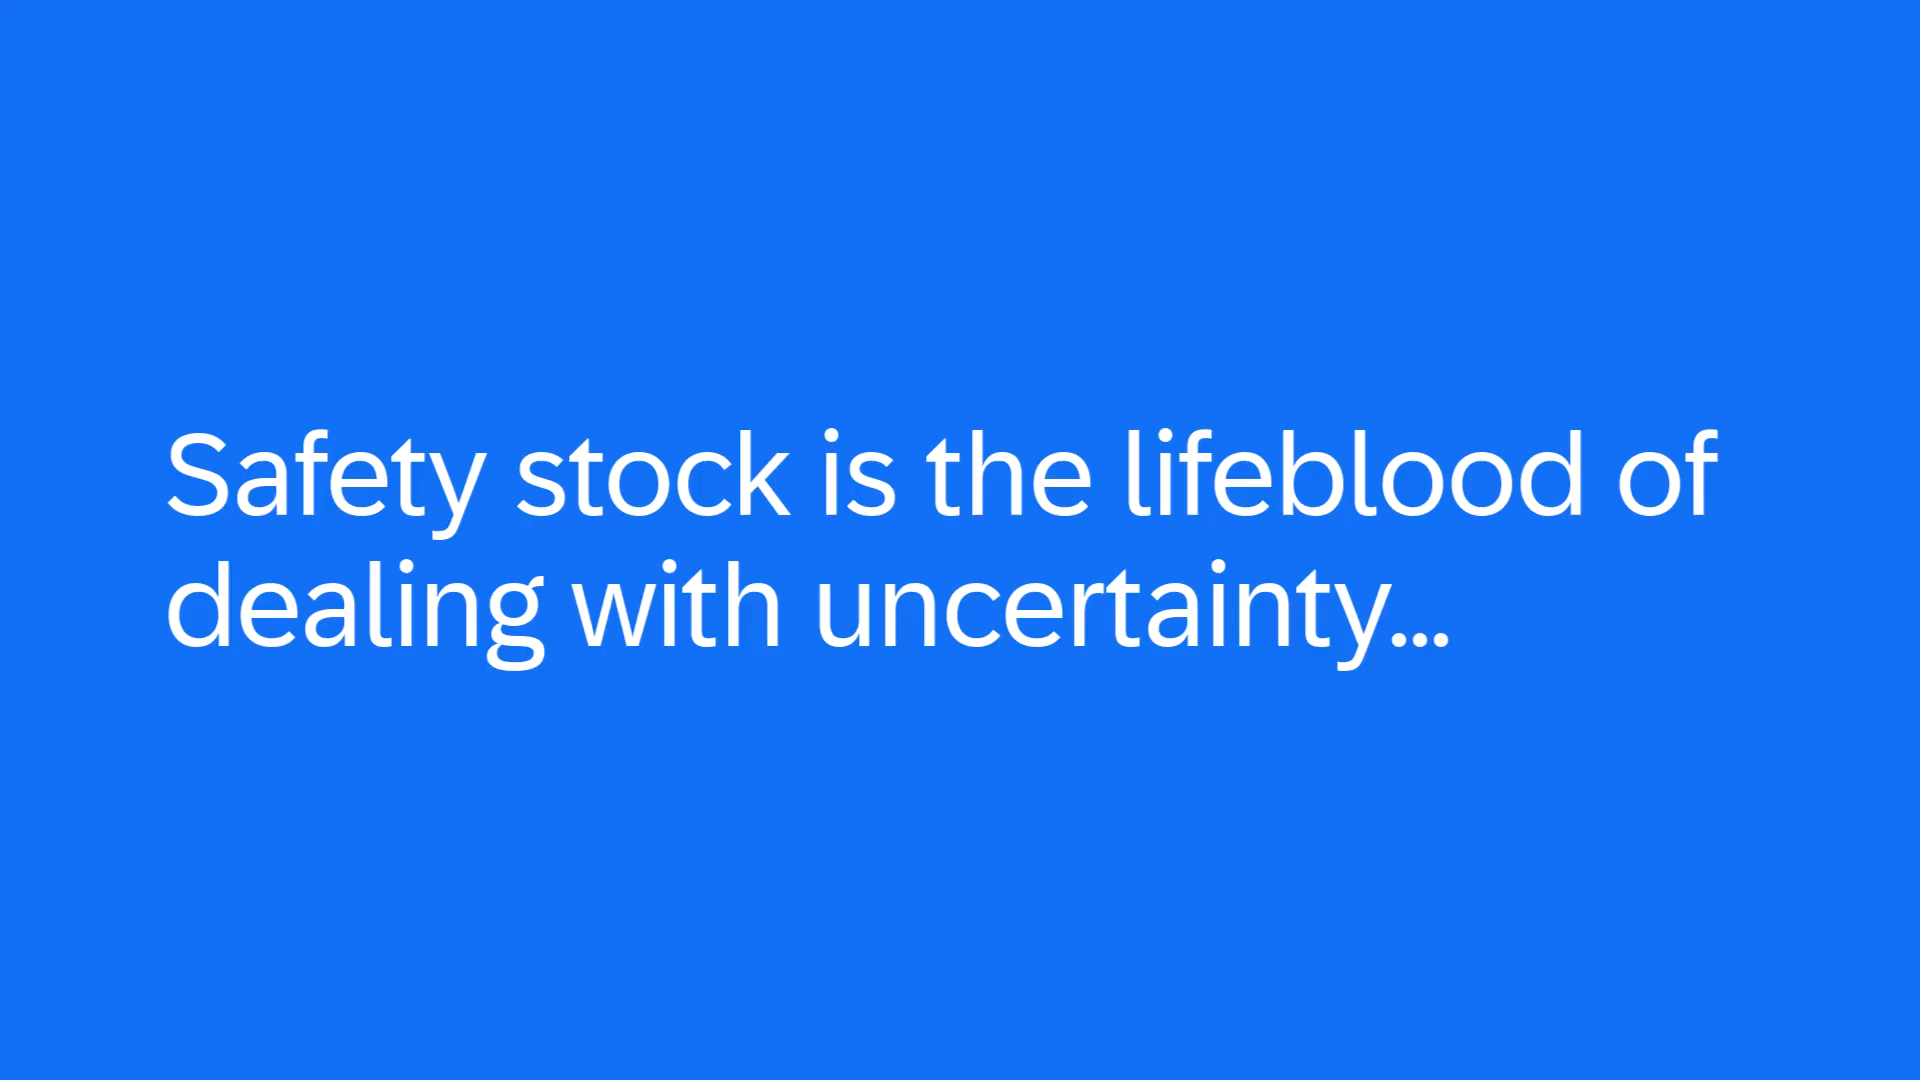 Safety stock is the lifeblood of
dealing with uncertainty...